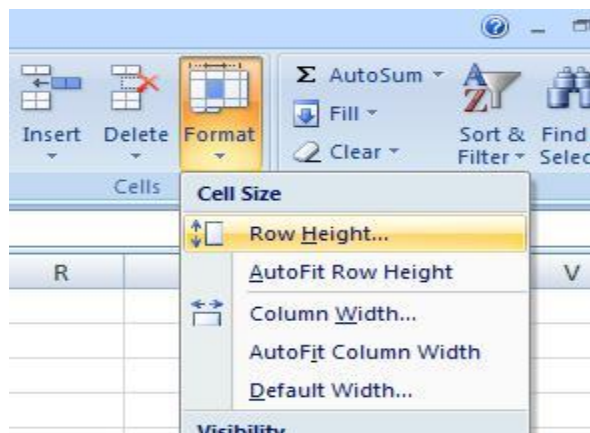 Σ AutoSum
Fill
Clear
Insert Delete Format
Sort & Filter
Find
Cells
Cell Size
Row Height...
AutoFit Row Height
Column Width...
AutoFit Column Width
Default Width...
Visibility
R V